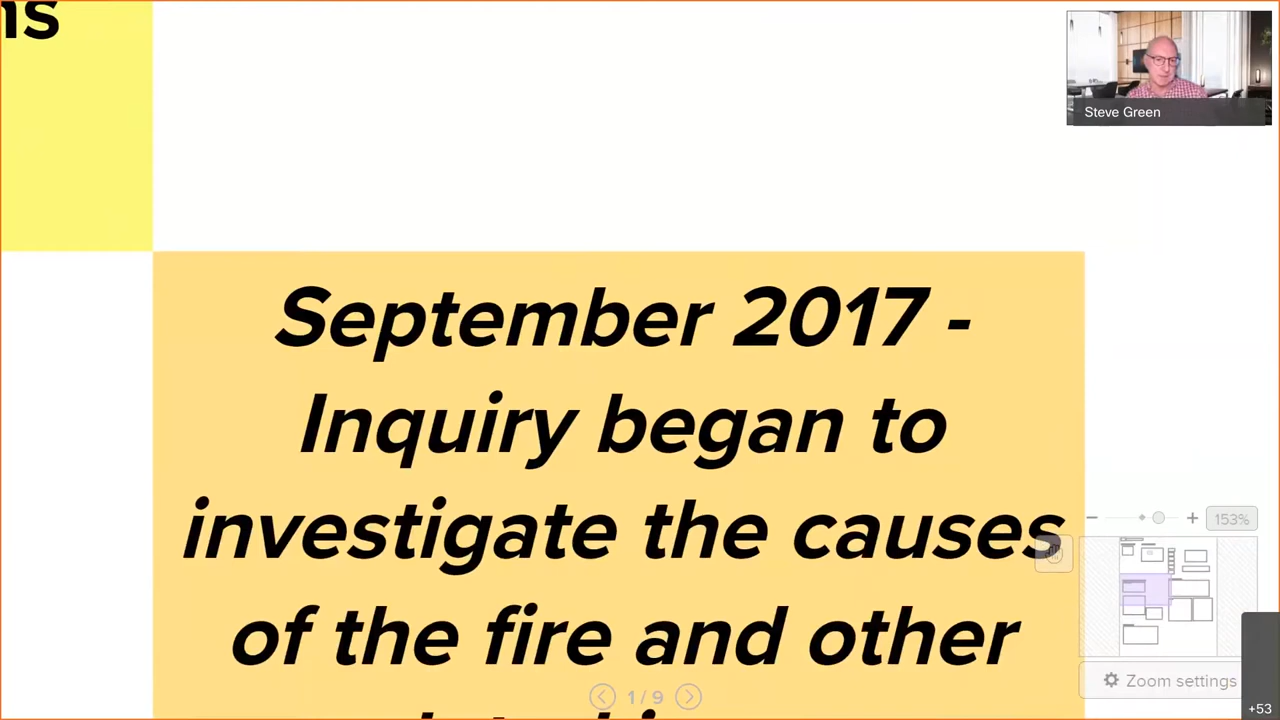 ns
Steve Green
September 2017 -
Inquiry began to
investigate the causes
of the fire and other
153%
1 / 9
Zoom settings
+53